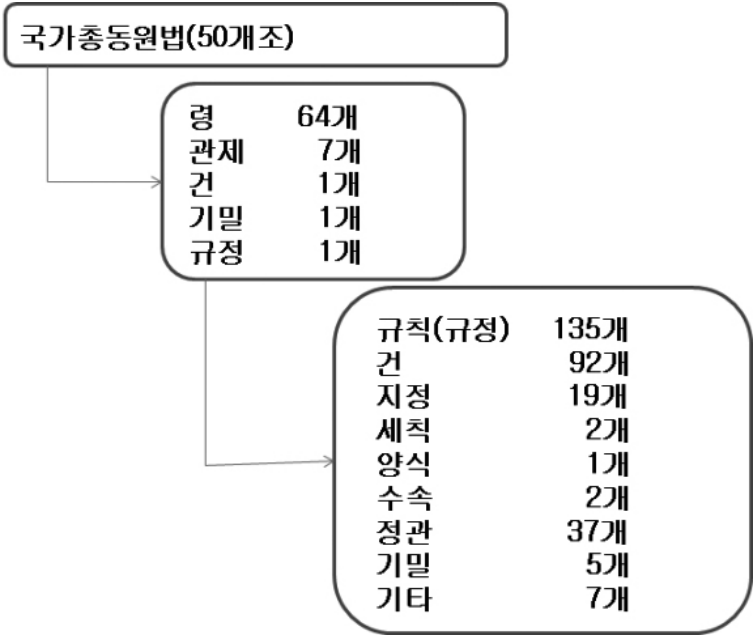 국가총동원법(50개조)
령 64개
관제 7개
건 1개
기밀 1개
규정 1개
규칙(규정) 135개
건 92개
지정 19개
세칙 2개
양식 1개
수속 2개
정관 37개
기밀 5개
기타 7개